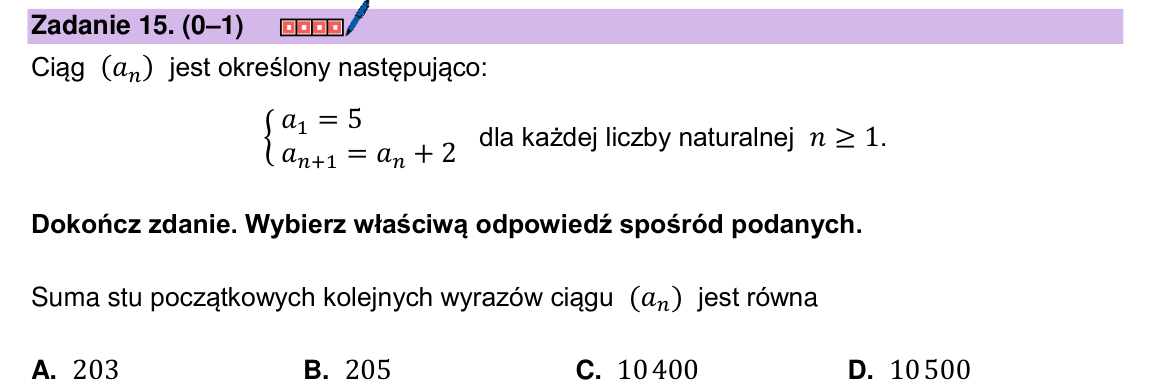 Zadanie 15. (0–1)
Ciąg (aₙ) jest określony następująco:
{ a₁ = 5
aₙ₊₁ = aₙ + 2 dla każdej liczby naturalnej n ≥ 1.
Dokończ zdanie. Wybierz właściwą odpowiedź spośród podanych.
Suma stu początkowych kolejnych wyrazów ciągu (aₙ) jest równa
A. 203 B. 205 C. 10 400 D. 10 500